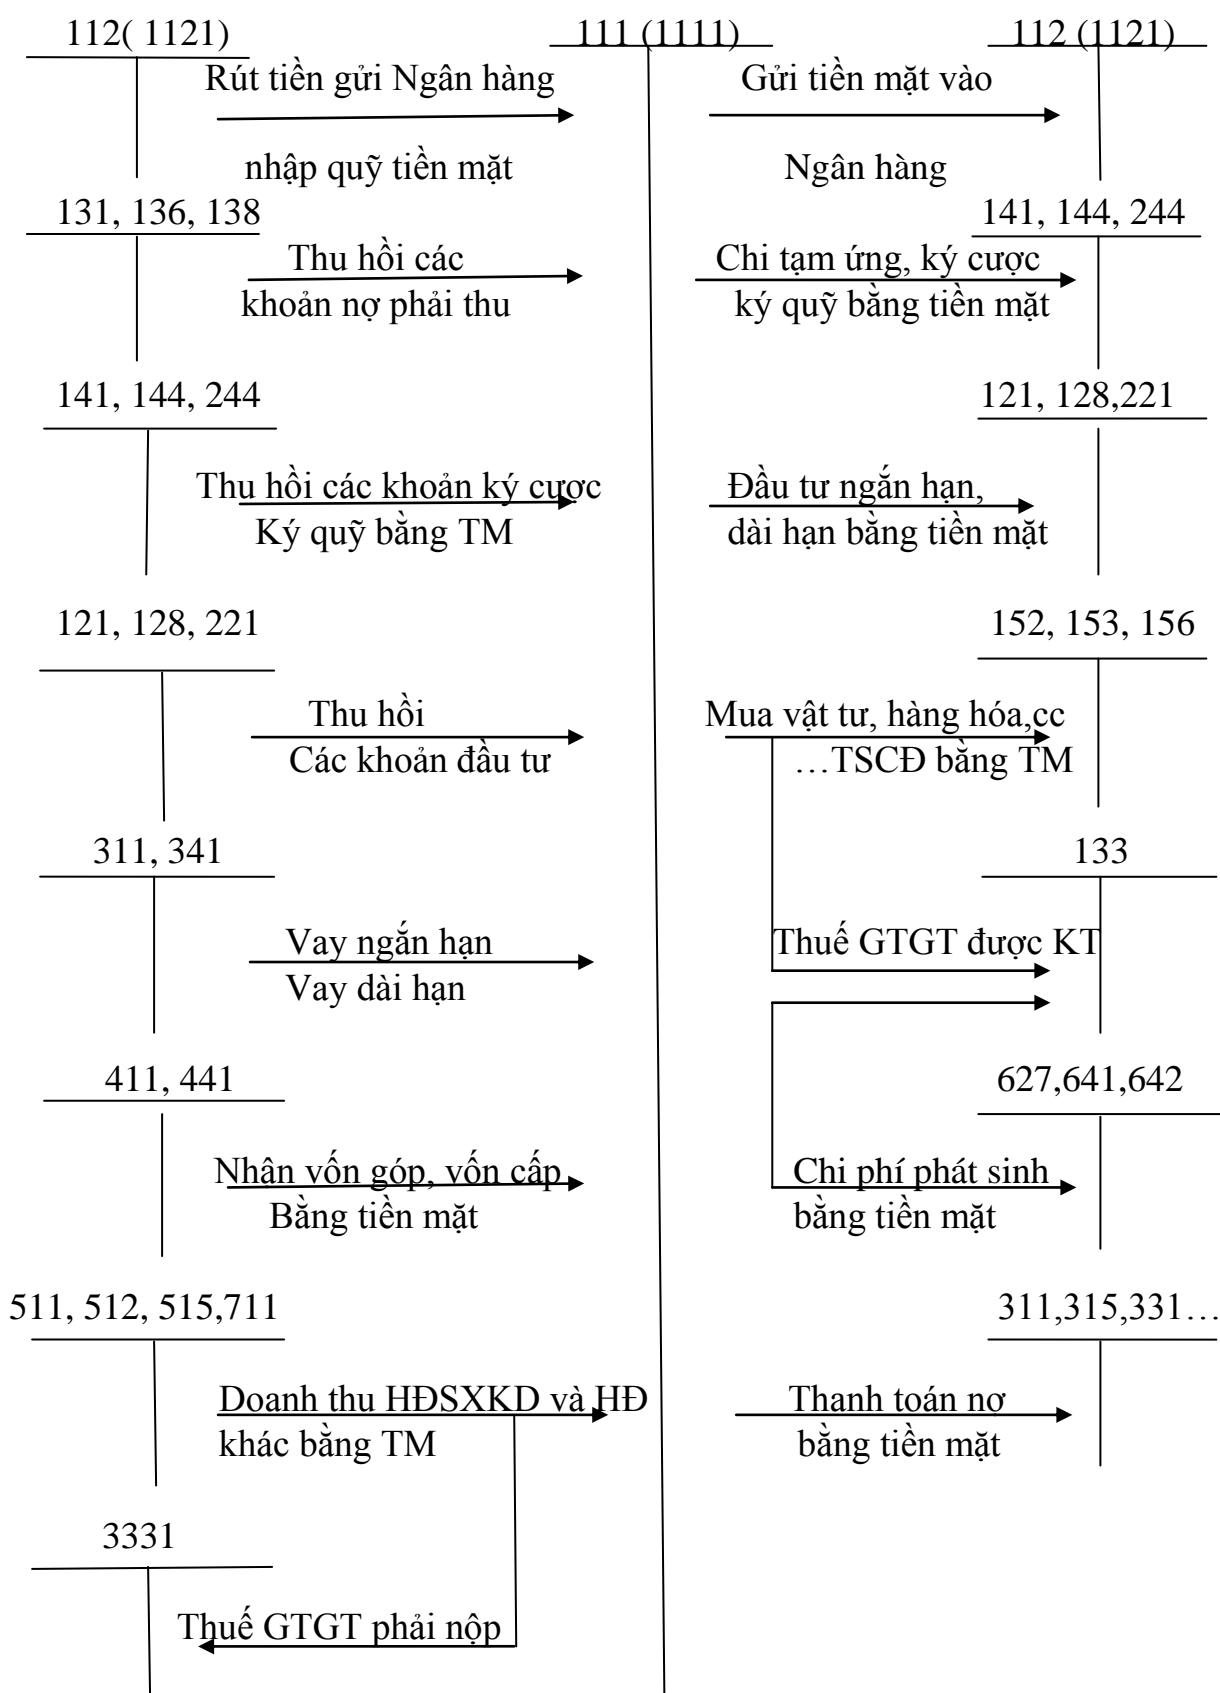 112( 1121)
111 (1111)
112 (1121)
Rút tiền gửi Ngân hàng
nhập quỹ tiền mặt
Gửi tiền mặt vào
Ngân hàng
131, 136, 138
141, 144, 244
Thu hồi các
khoản nợ phải thu
Chi tạm ứng, ký cược
ký quỹ bằng tiền mặt
141, 144, 244
121, 128,221
Thu hồi các khoản ký cược
Ký quỹ bằng TM
Đầu tư ngắn hạn,
dài hạn bằng tiền mặt
121, 128, 221
152, 153, 156
Thu hồi
Các khoản đầu tư
Mua vật tư, hàng hóa,cc
…TSCĐ bằng TM
311, 341
133
Vay ngắn hạn
Vay dài hạn
Thuế GTGT được KT
411, 441
627,641,642
Nhận vốn góp, vốn cấp
Bằng tiền mặt
Chi phí phát sinh
bằng tiền mặt
511, 512, 515,711
311,315,331…
Doanh thu HĐSXKD và HĐ
khác bằng TM
Thanh toán nợ
bằng tiền mặt
3331
Thuế GTGT phải nộp